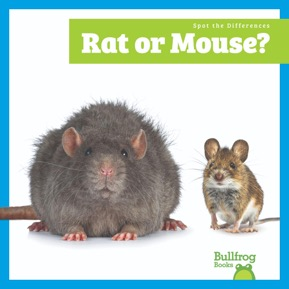 Spot the Differences
Rat or Mouse?
Bullfrog
Books